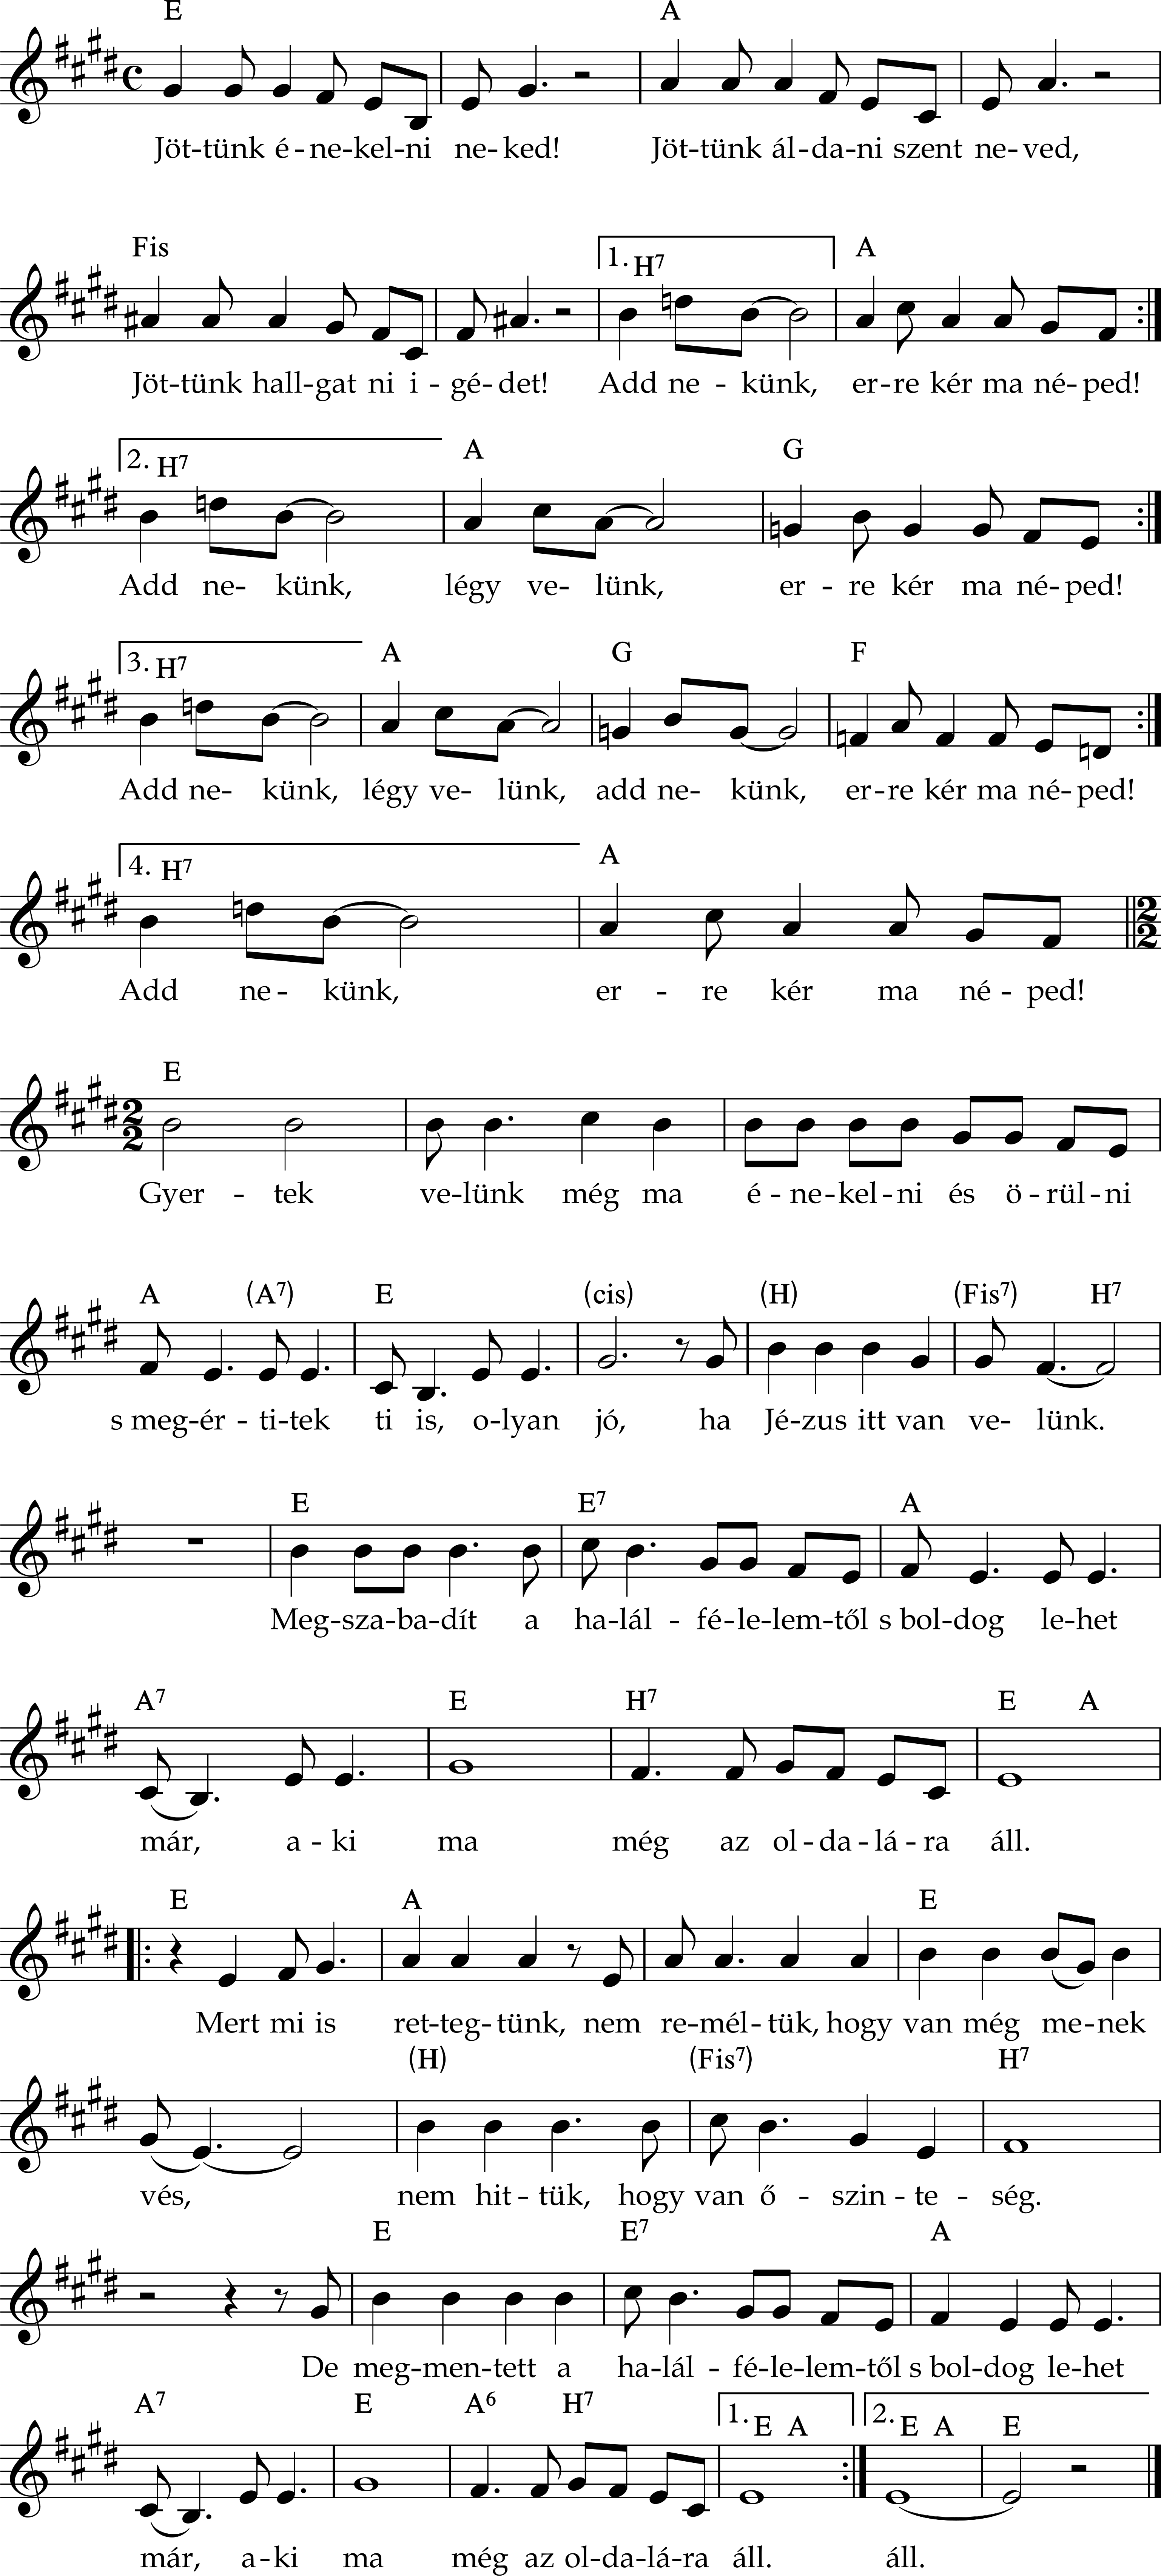 E A
Jöt-tünk é-ne-kel-ni ne-ked! Jöt-tünk ál-da-ni szent ne-ved,
Fis 1. H7 A
Jöt-tünk hall-gat ni i-gé-det! Add ne-künk, er-re kér ma né-ped!
2. H7 A G
Add ne-künk, légy ve-lünk, er-re kér ma né-ped!
3. H7 A G F
Add ne-künk, légy ve-lünk, add ne-künk, er-re kér ma né-ped!
4. H7 A
Add ne-künk, er-re kér ma né-ped!
2
2
E
2
2
Gyer-tek ve-lünk még ma é-ne-kel-ni és ö-rül-ni
A (A7) E (cis) (H) (Fis7) H7
s meg-ér-ti-tek ti is, o-lyan jó, ha Jé-zus itt van ve-lünk.
E E7 A
Meg-sza-ba-dít a ha-lál-fé-le-lem-től s bol-dog le-het
A7 E H7 E A
már, a-ki ma még az ol-da-lá-ra áll.
E A E
Mert mi is ret-teg-tünk, nem re-mél-tük, hogy van még me-nek
(H) (Fis7) H7
vés, nem hit-tük, hogy van ő-szin-te-ség.
E E7 A
De meg-men-tett a ha-lál-fé-le-lem-től s bol-dog le-het
A7 E A6 H7 1. E A 2. E A E
már, a-ki ma még az ol-da-lá-ra áll. áll.